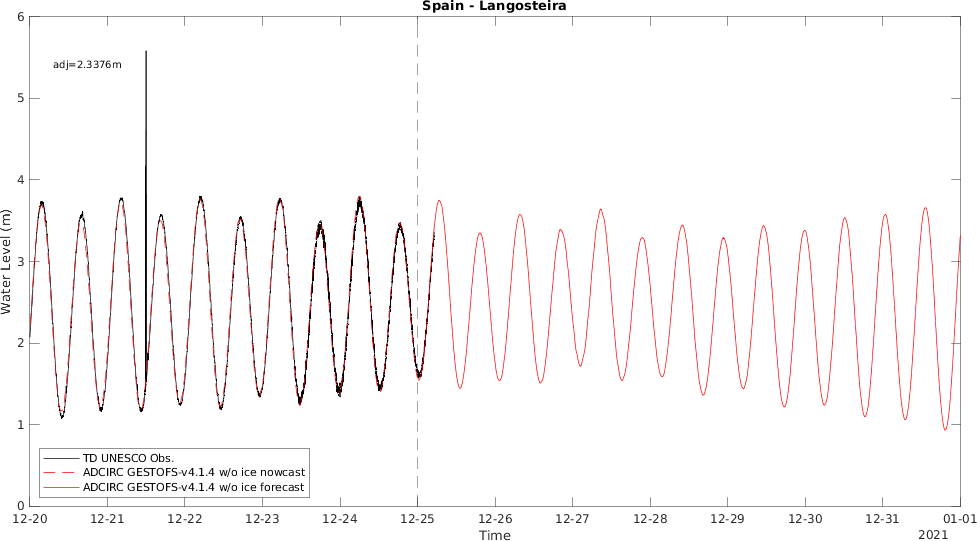 Spain - Langosteira
6
adj=2.3376m
5
4
3
2
1
0
Water Level (m)
TD UNESCO Obs.
ADCIRC GESTOFS-v4.1.4 w/o ice nowcast
ADCIRC GESTOFS-v4.1.4 w/o ice forecast
12-20 12-21 12-22 12-23 12-24 12-25 12-26 12-27 12-28 12-29 12-30 12-31 01-01
Time
2021